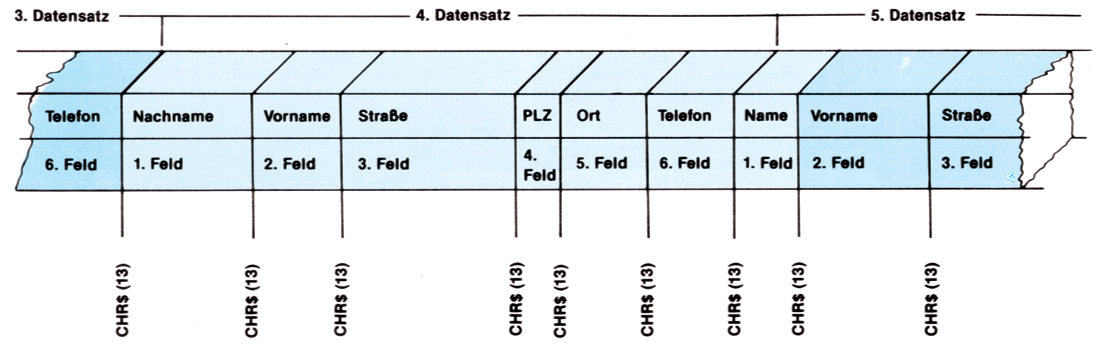 3. Datensatz 4. Datensatz 5. Datensatz
Telefon Nachname Vorname Straße PLZ Ort Telefon Name Vorname Straße
6. Feld 1. Feld 2. Feld 3. Feld 4. Feld 5. Feld 6. Feld 1. Feld 2. Feld 3. Feld
CHR$ (13) CHR$ (13) CHR$ (13) CHR$ (13) CHR$ (13) CHR$ (13) CHR$ (13) CHR$ (13) CHR$ (13)